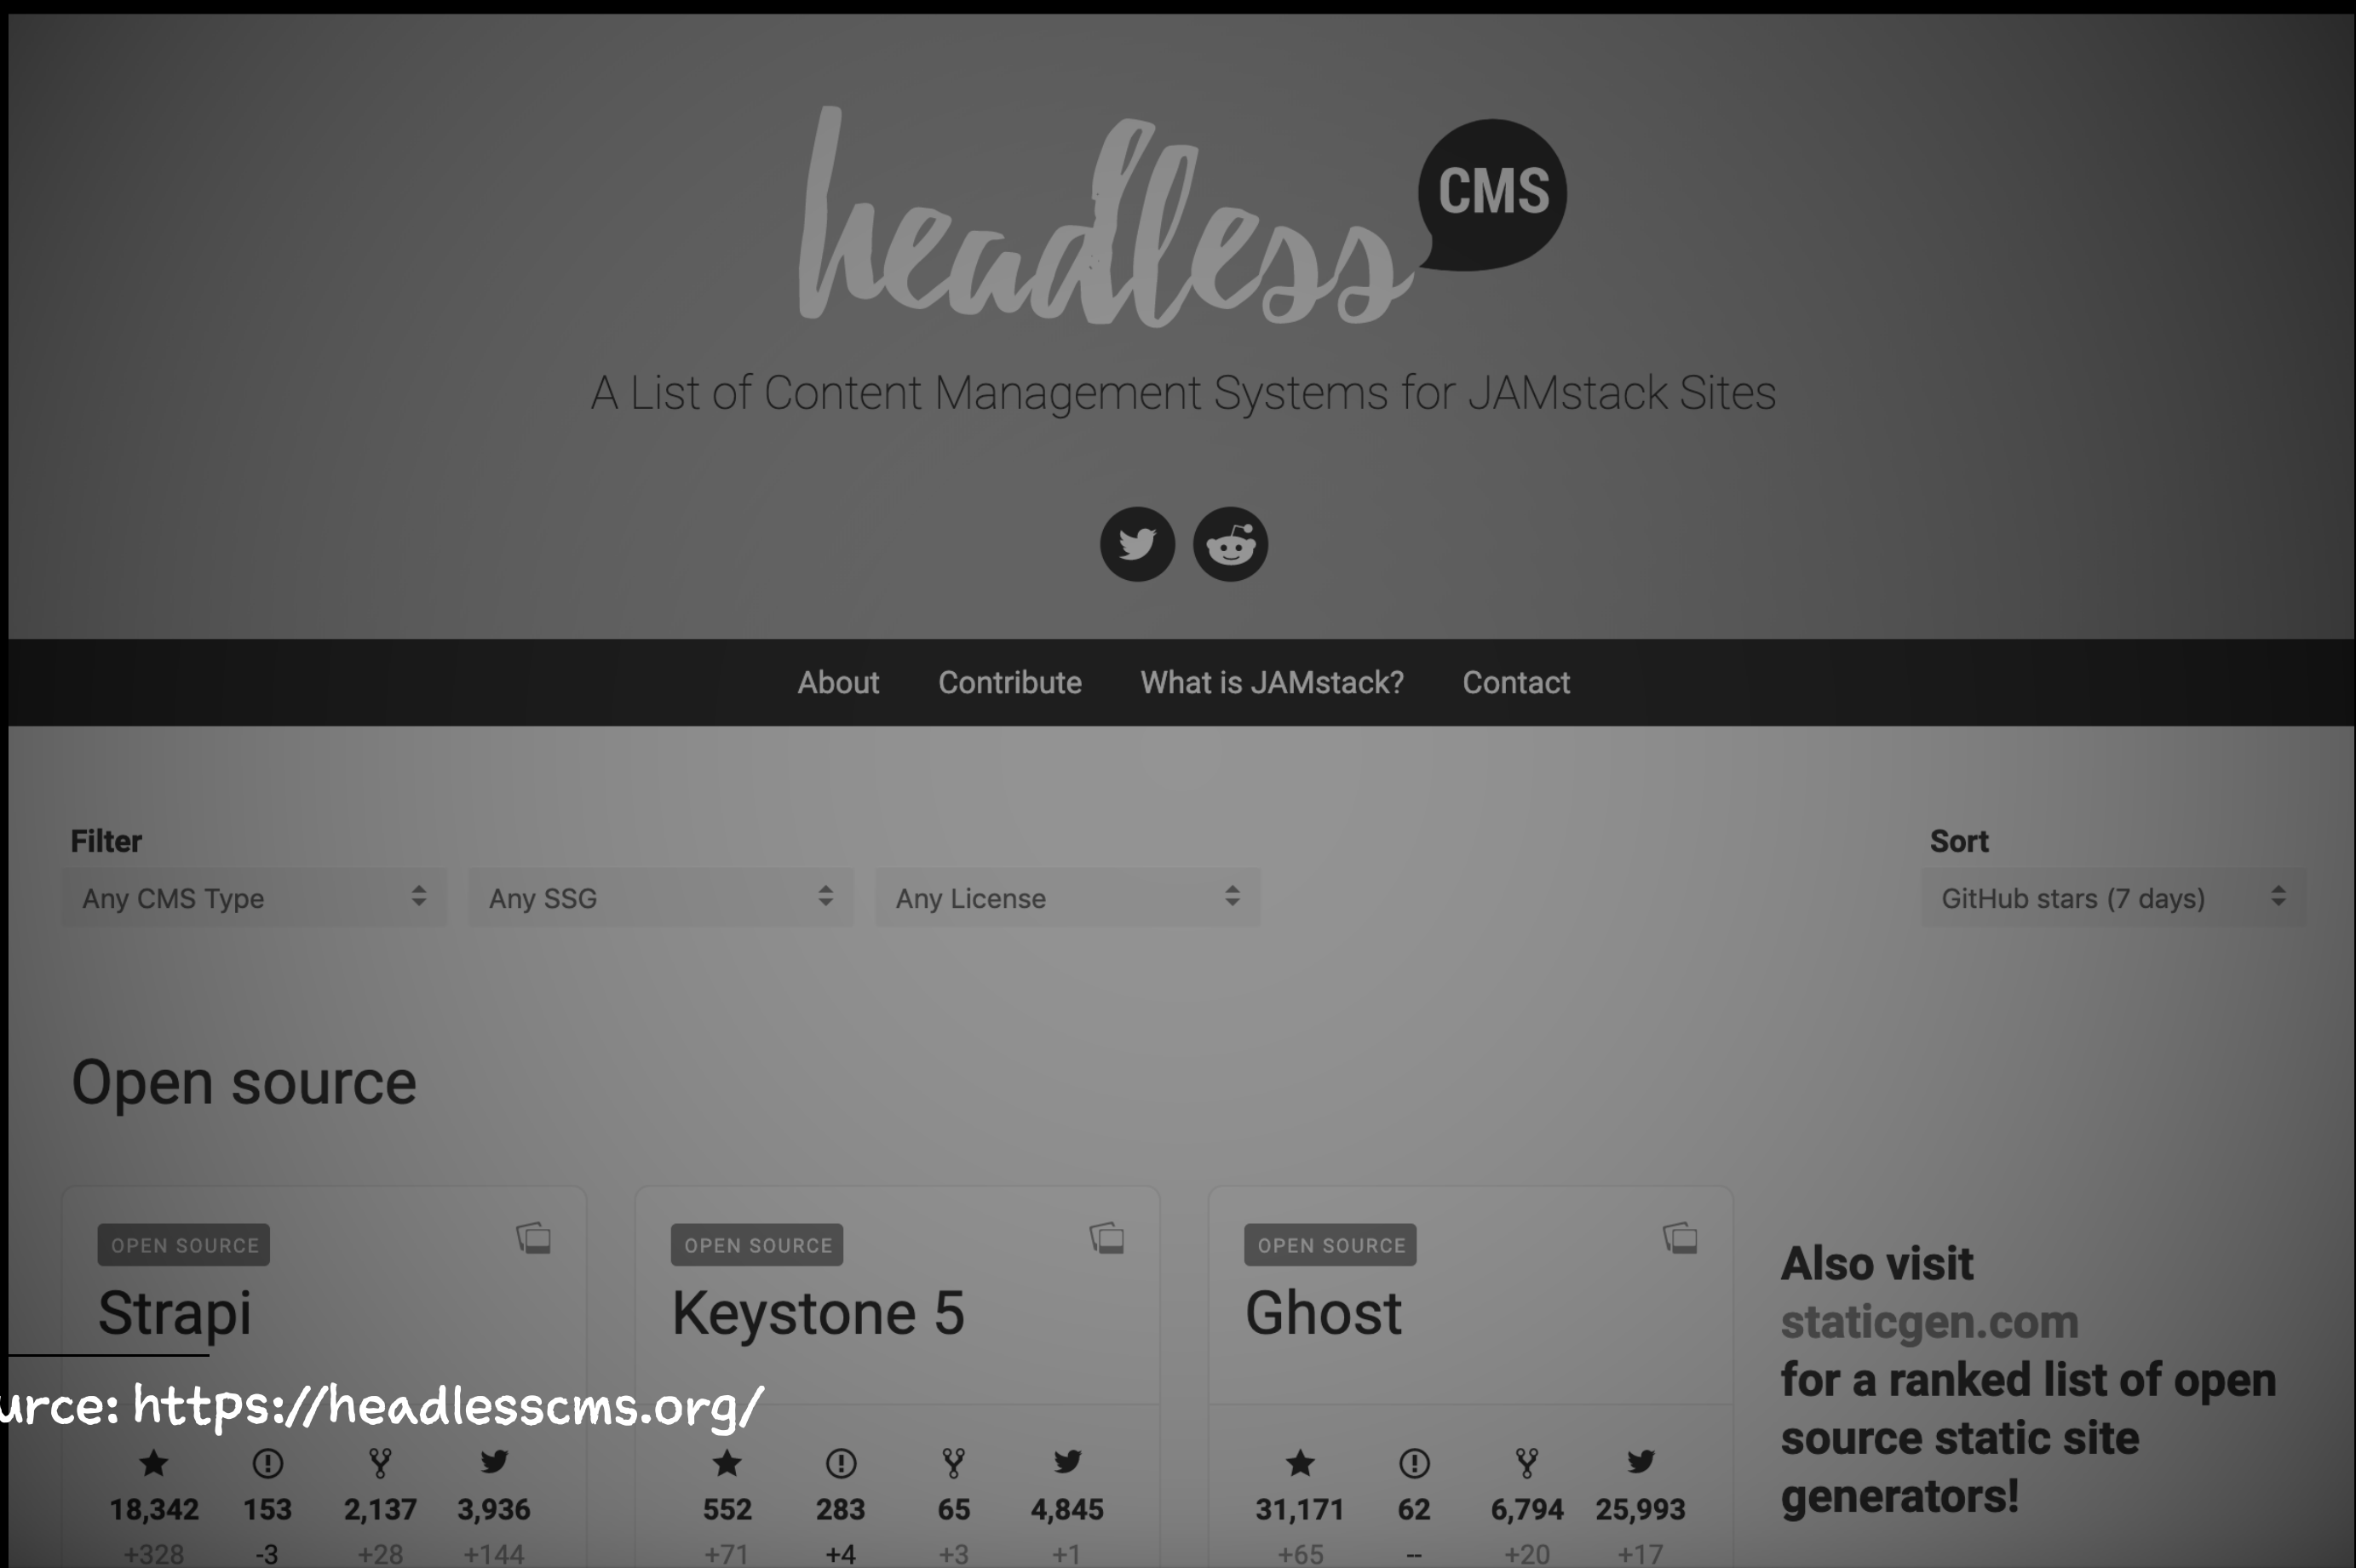 headless CMS
A List of Content Management Systems for JAMstack Sites
About Contribute What is JAMstack? Contact
Filter Sort
Any CMS Type Any SSG Any License GitHub stars (7 days)
Open source
OPEN SOURCE OPEN SOURCE OPEN SOURCE
Strapi Keystone 5 Ghost
Also visit
staticgen.com
for a ranked list of open
source static site
generators!
urce: https://headlesscms.org/
18,342 153 2,137 3,936 552 283 65 4,845 31,171 62 6,794 25,993
+328 -3 +28 +144 +71 +4 +3 +1 +65 -- +20 +17